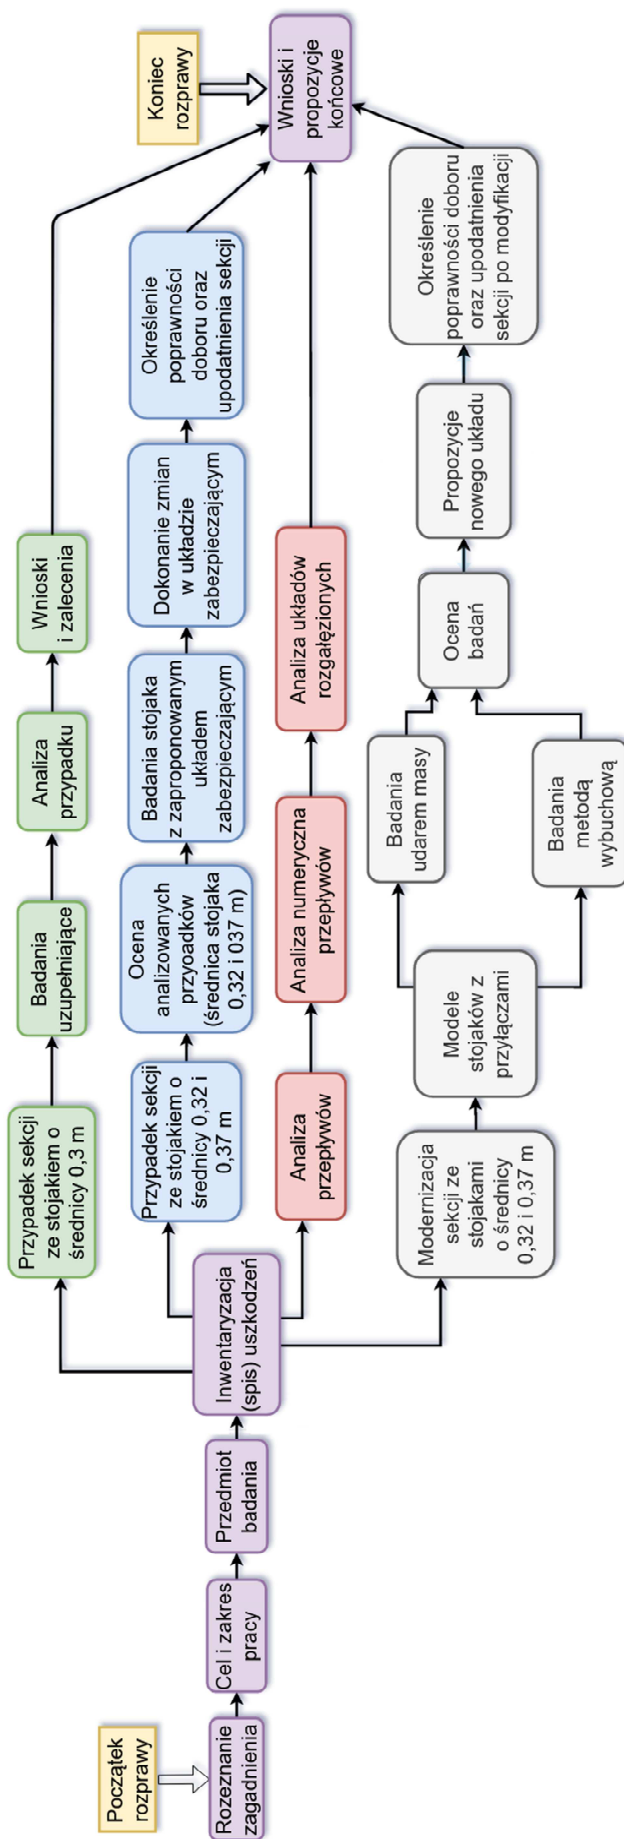 Początek
rozprawy
Rozeznanie
zagadnienia
Cel i zakres
pracy
Przedmiot
badania
Inwentaryzacja
(spis) uszkodzeń
Przypadek sekcji
ze stojakiem o
średnicy 0,3 m
Badania
uzupełniające
Analiza
przypadku
Wnioski
i zalecenia
Przypadek sekcji
ze stojakiem o
średnicy 0,32 i
0,37 m
Ocena
analizowanych
przyoadków
(średnica stojaka
0,32 i 037 m)
Badania stojaka
z zaproponowanym
układem
zabezpieczającym
Dokonanie zmian
w układzie
zabezpieczającym
Określenie
poprawności
doboru oraz
upodatnienia sekcji
Analiza
przepływów
Analiza numeryczna
przepływów
Analiza układów
rozgałęzionych
Modernizacja
sekcji ze
stojakami
o średnicy
0,32 i 0,37 m
Modele
stojaków z
przyłączami
Badania
udarem masy
Badania
metodą
wybuchową
Ocena
badań
Propozycje
nowego układu
Określenie
poprawności doboru
oraz upodatnienia
sekcji po modyfikacji
Koniec
rozprawy
Wnioski i
propozycje
końcowe